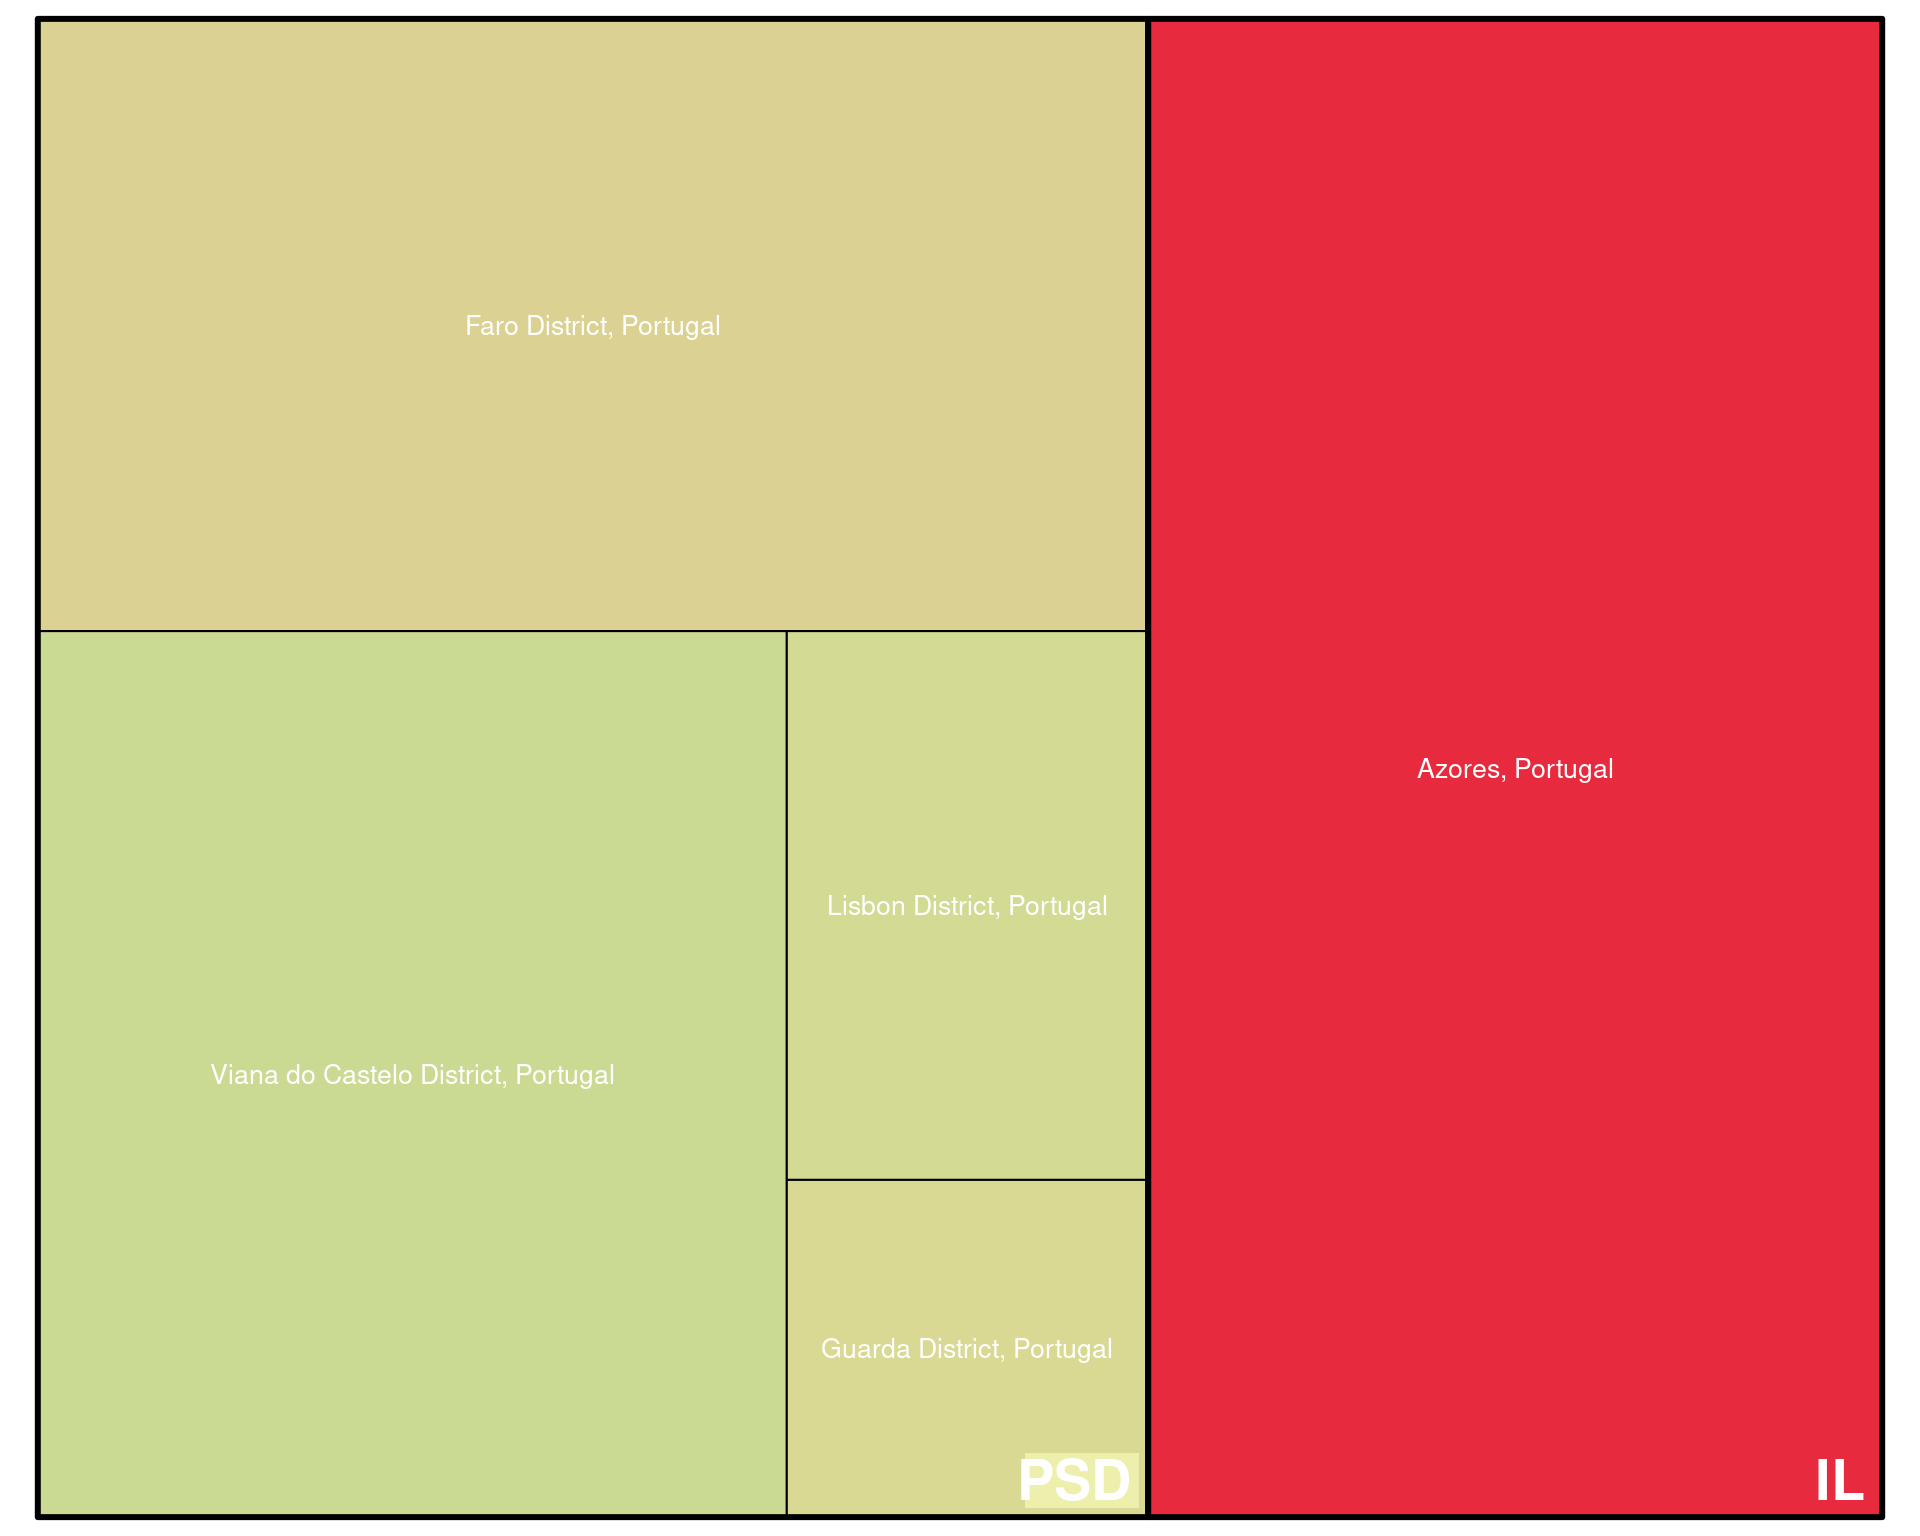 Faro District, Portugal
Azores, Portugal
Lisbon District, Portugal
Viana do Castelo District, Portugal
Guarda District, Portugal
PSD
IL